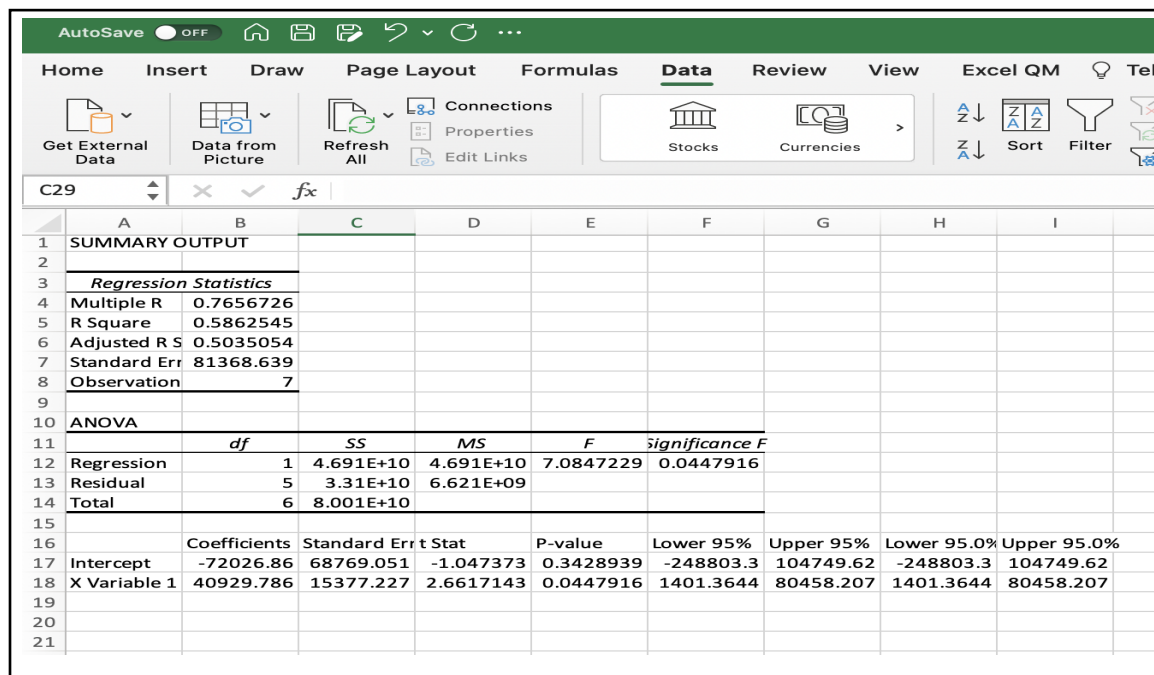 AutoSave OFF
Home Insert Draw Page Layout Formulas Data Review View Excel QM Tel
Get External Data
Data from Picture
Refresh All
Connections
Properties
Edit Links
Stocks
Currencies
Sort
Filter
C29 fx
A B C D E F G H I
1 SUMMARY OUTPUT
2
3 Regression Statistics
4 Multiple R 0.7656726
5 R Square 0.5862545
6 Adjusted R S 0.5035054
7 Standard Err 81368.639
8 Observation 7
9
10 ANOVA
11 df SS MS F Significance F
12 Regression 1 4.691E+10 4.691E+10 7.0847229 0.0447916
13 Residual 5 3.31E+10 6.621E+09
14 Total 6 8.001E+10
15
16 Coefficients Standard Err t Stat P-value Lower 95% Upper 95% Lower 95.0% Upper 95.0%
17 Intercept -72026.86 68769.051 -1.047373 0.3428939 -248803.3 104749.62 -248803.3 104749.62
18 X Variable 1 40929.786 15377.227 2.6617143 0.0447916 1401.3644 80458.207 1401.3644 80458.207
19
20
21